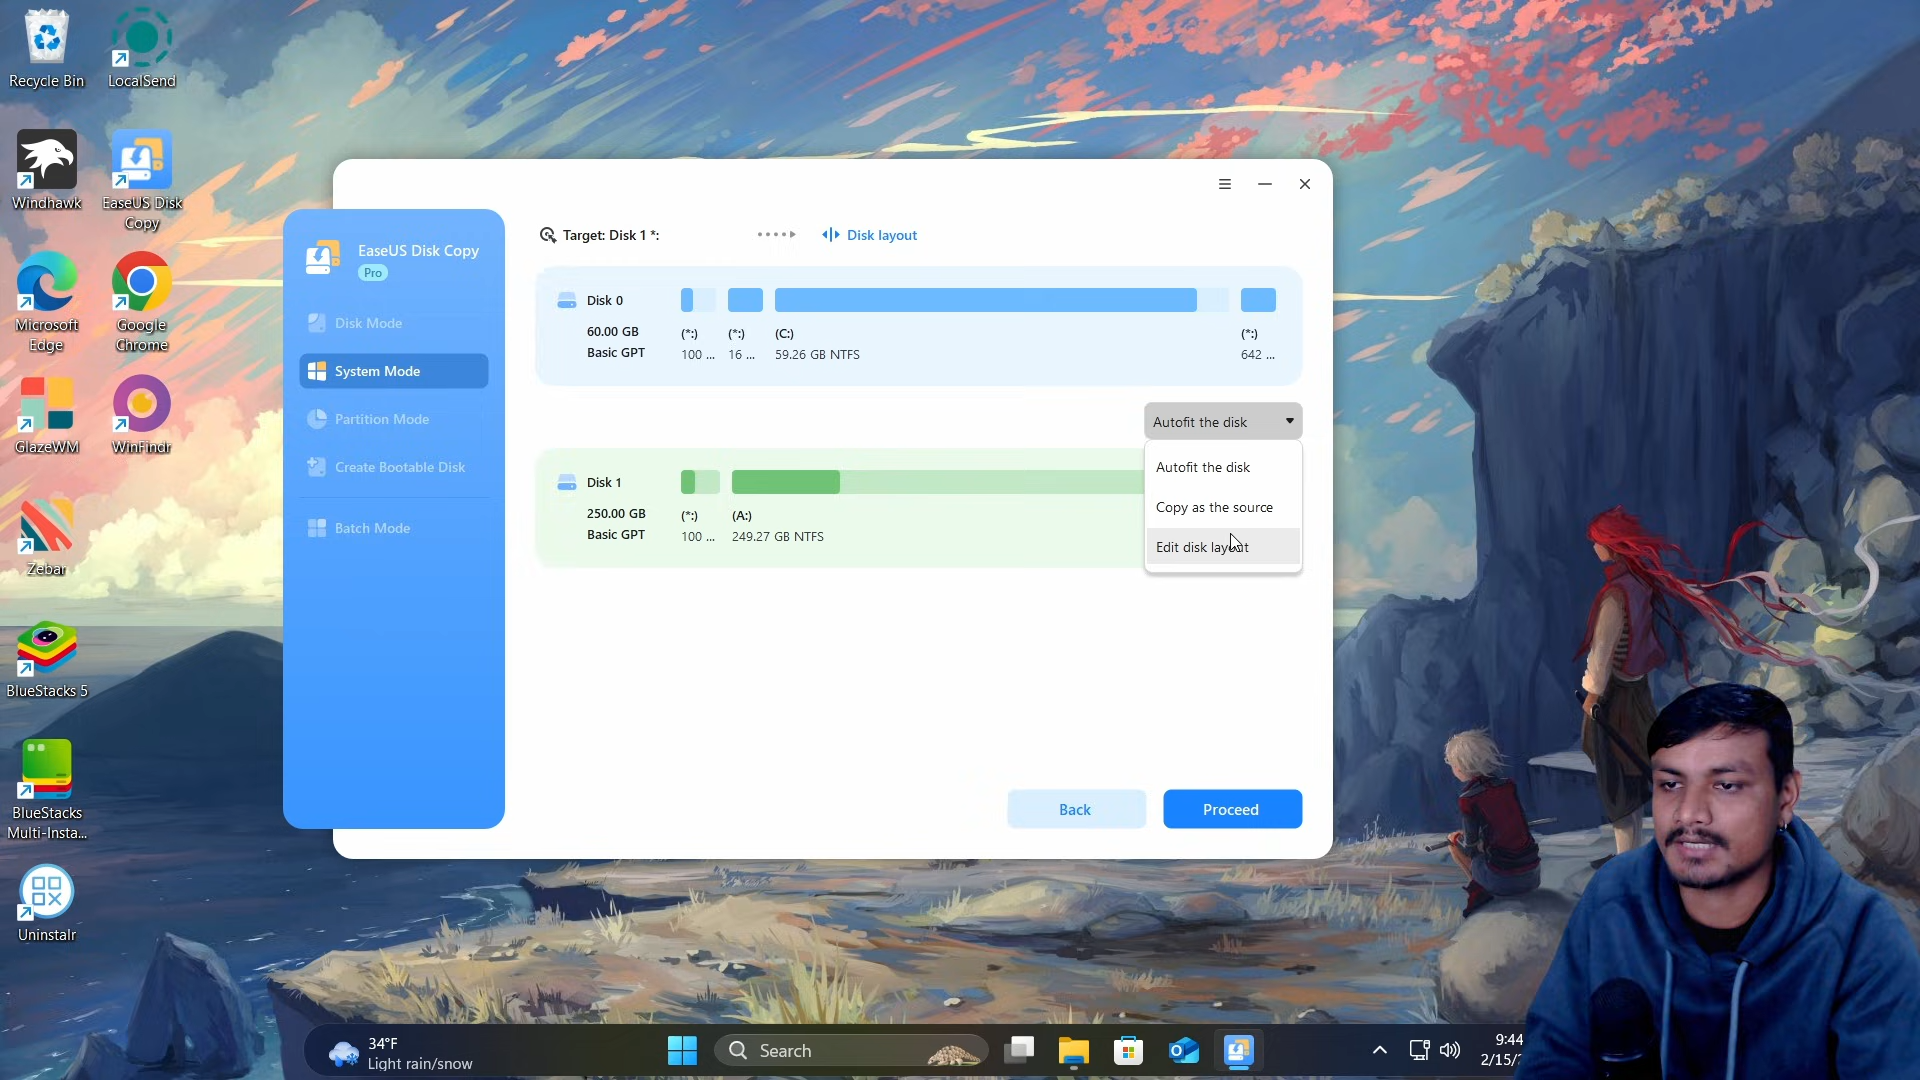 Recycle Bin
LocalSend
Windhawk
EaseUS Disk
Copy
Microsoft
Edge
Google
Chrome
GlazeWM
WinFindr
Zebar
BlueStacks 5
BlueStacks
Multi-Insta...
Uninstalr
EaseUS Disk Copy
Pro
Disk Mode
System Mode
Partition Mode
Create Bootable Disk
Batch Mode
Target: Disk 1 *:
Disk layout
Disk 0
60.00 GB
Basic GPT
(*:)
100 ...
(*:)
16 ...
(C:)
59.26 GB NTFS
(*:)
642 ...
Autofit the disk
Autofit the disk
Copy as the source
Edit disk layout
Disk 1
250.00 GB
Basic GPT
(*:)
100 ...
(A:)
249.27 GB NTFS
Back
Proceed
34°F
Light rain/snow
Search
9:44
2/15/